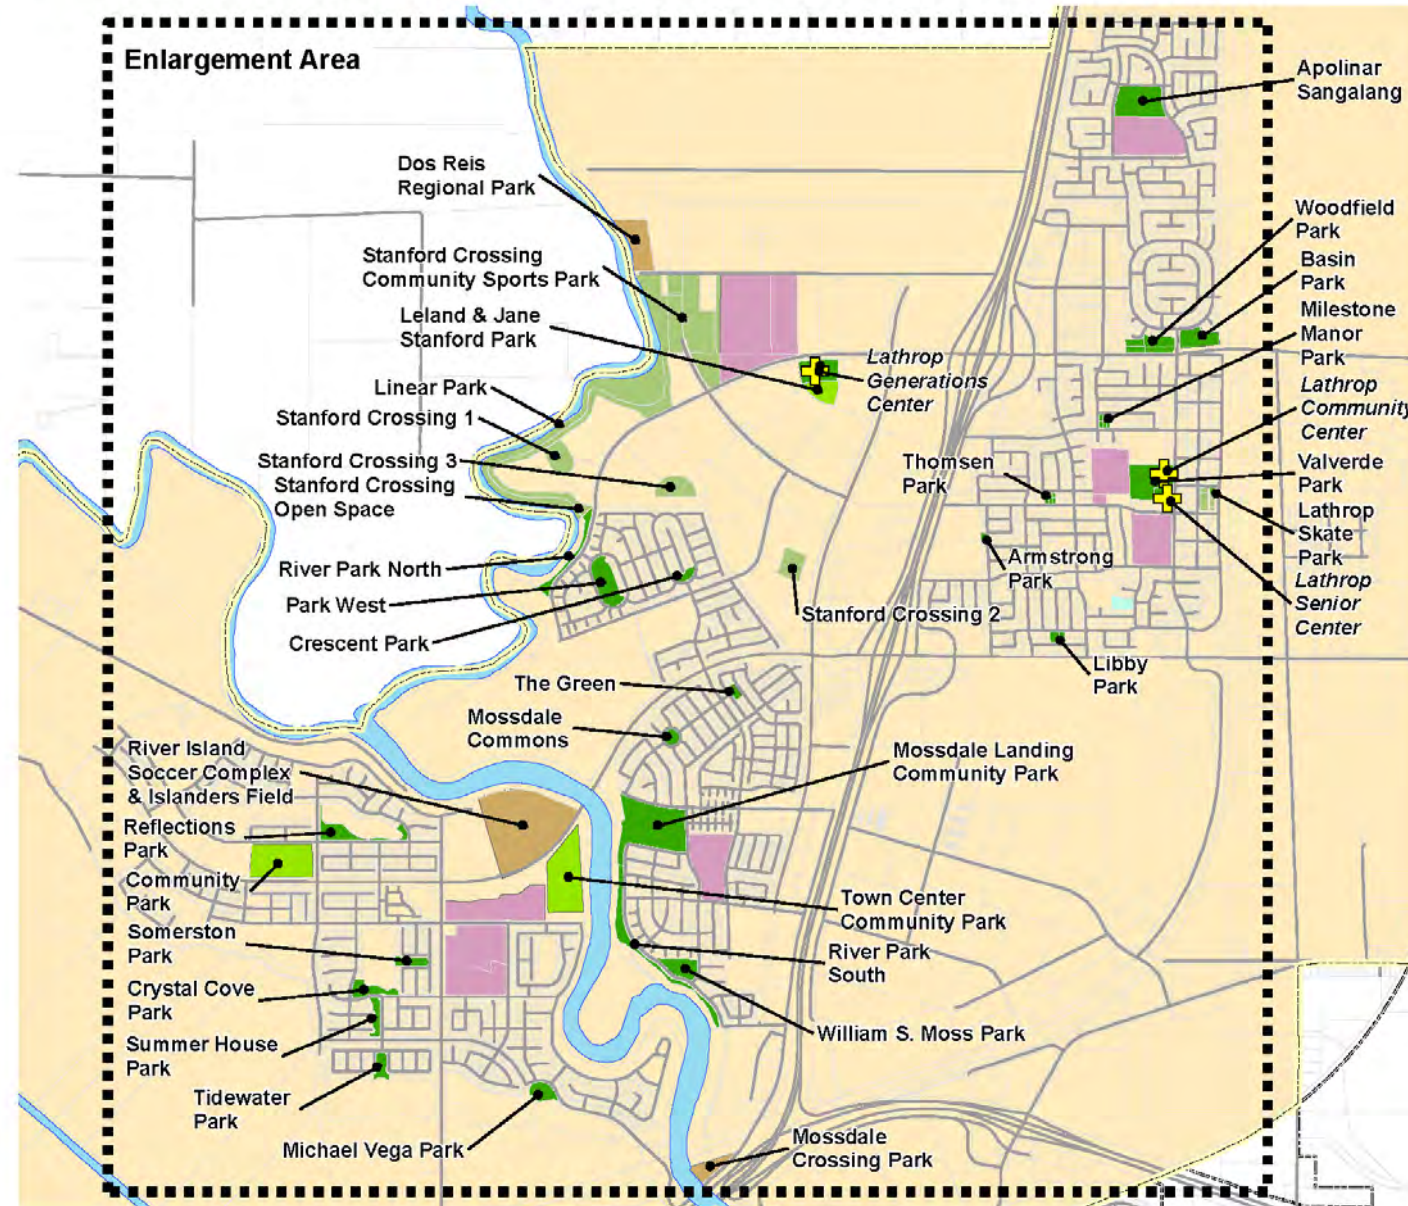 Enlargement Area
Apolinar
Sangalang
Dos Reis
Regional Park
Woodfield
Park
Stanford Crossing
Community Sports Park
Basin
Park
Leland & Jane
Stanford Park
Milestone
Manor
Park
Lathrop
Generations
Center
Linear Park
Lathrop
Community
Center
Stanford Crossing 1
Stanford Crossing 3
Thomsen
Park
Valverde
Park
Stanford Crossing
Open Space
Lathrop
Skate
Park
River Park North
Armstrong
Park
Park West
Stanford Crossing 2
Lathrop
Senior
Center
Crescent Park
Libby
Park
The Green
Mossdale
Commons
River Island
Soccer Complex
& Islanders Field
Mossdale Landing
Community Park
Reflections
Park
Community
Park
Town Center
Community Park
Somerston
Park
River Park
South
Crystal Cove
Park
William S. Moss Park
Summer House
Park
Tidewater
Park
Michael Vega Park
Mossdale
Crossing Park